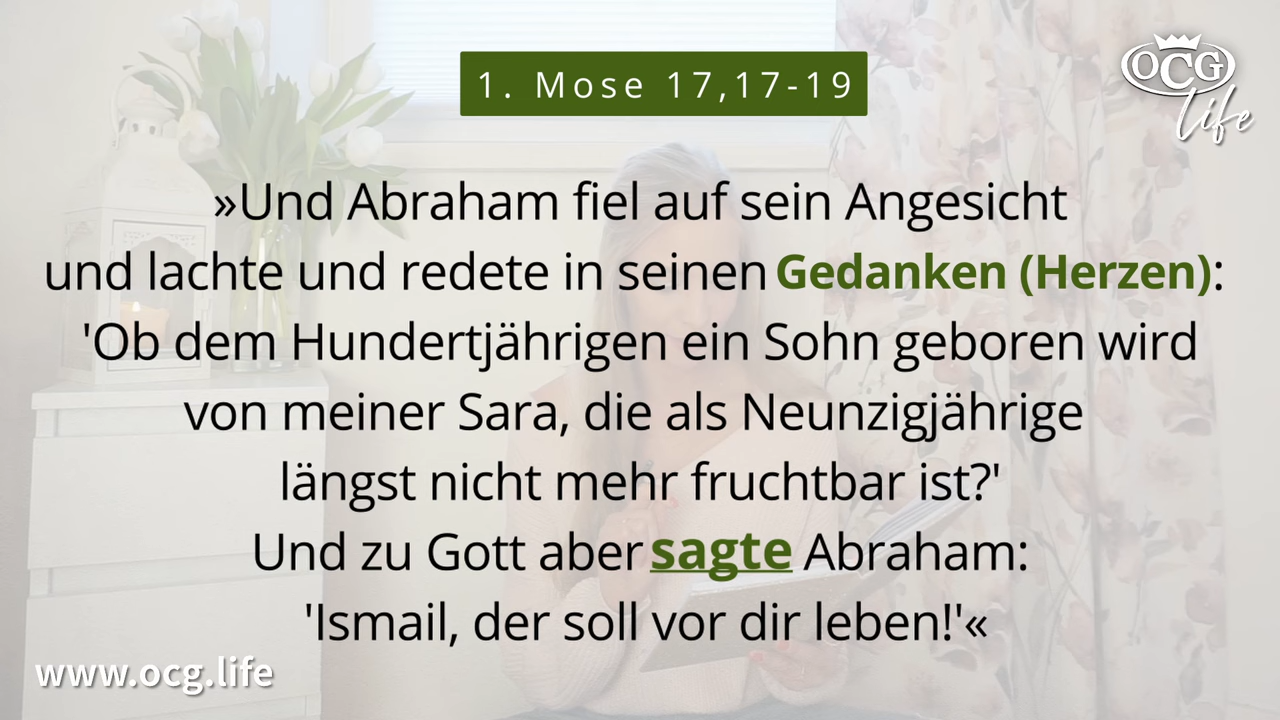 1. Mose 17,17-19
OCG
life
»Und Abraham fiel auf sein Angesicht
und lachte und redete in seinen Gedanken (Herzen):
'Ob dem Hundertjährigen ein Sohn geboren wird
von meiner Sara, die als Neunzigjährige
längst nicht mehr fruchtbar ist?'
Und zu Gott aber sagte Abraham:
'Ismail, der soll vor dir leben!'«
www.ocg.life